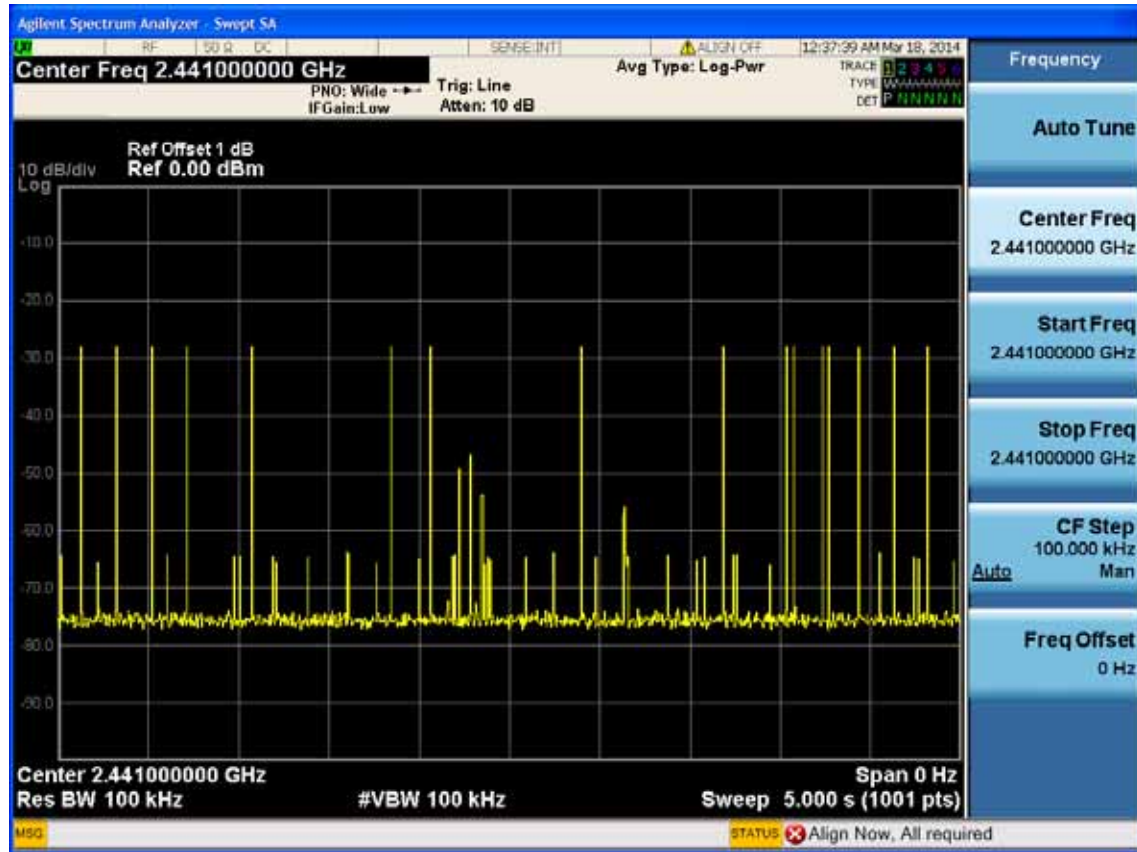 Agilent Spectrum Analyzer - Swept SA
RF 50 Ω DC SENSE:INT ALIGN OFF 12:37:39 AM Mar 18, 2014
Center Freq 2.441000000 GHz
Avg Type: Log-Pwr
TRACE 1 2 3 4 5 6
PNO: Wide
Trig: Line
TYPE
IFGain:Low
Atten: 10 dB
DET P N N N N N
Ref Offset 1 dB
10 dB/div Ref 0.00 dBm
Log
-10.0
-20.0
-30.0
-40.0
-50.0
-60.0
-70.0
-80.0
-90.0
Center 2.441000000 GHz
Span 0 Hz
Res BW 100 kHz
#VBW 100 kHz
Sweep 5.000 s (1001 pts)
MSG
STATUS Align Now, All required
Frequency
Auto Tune
Center Freq
2.441000000 GHz
Start Freq
2.441000000 GHz
Stop Freq
2.441000000 GHz
CF Step
100.000 kHz
Auto Man
Freq Offset
0 Hz